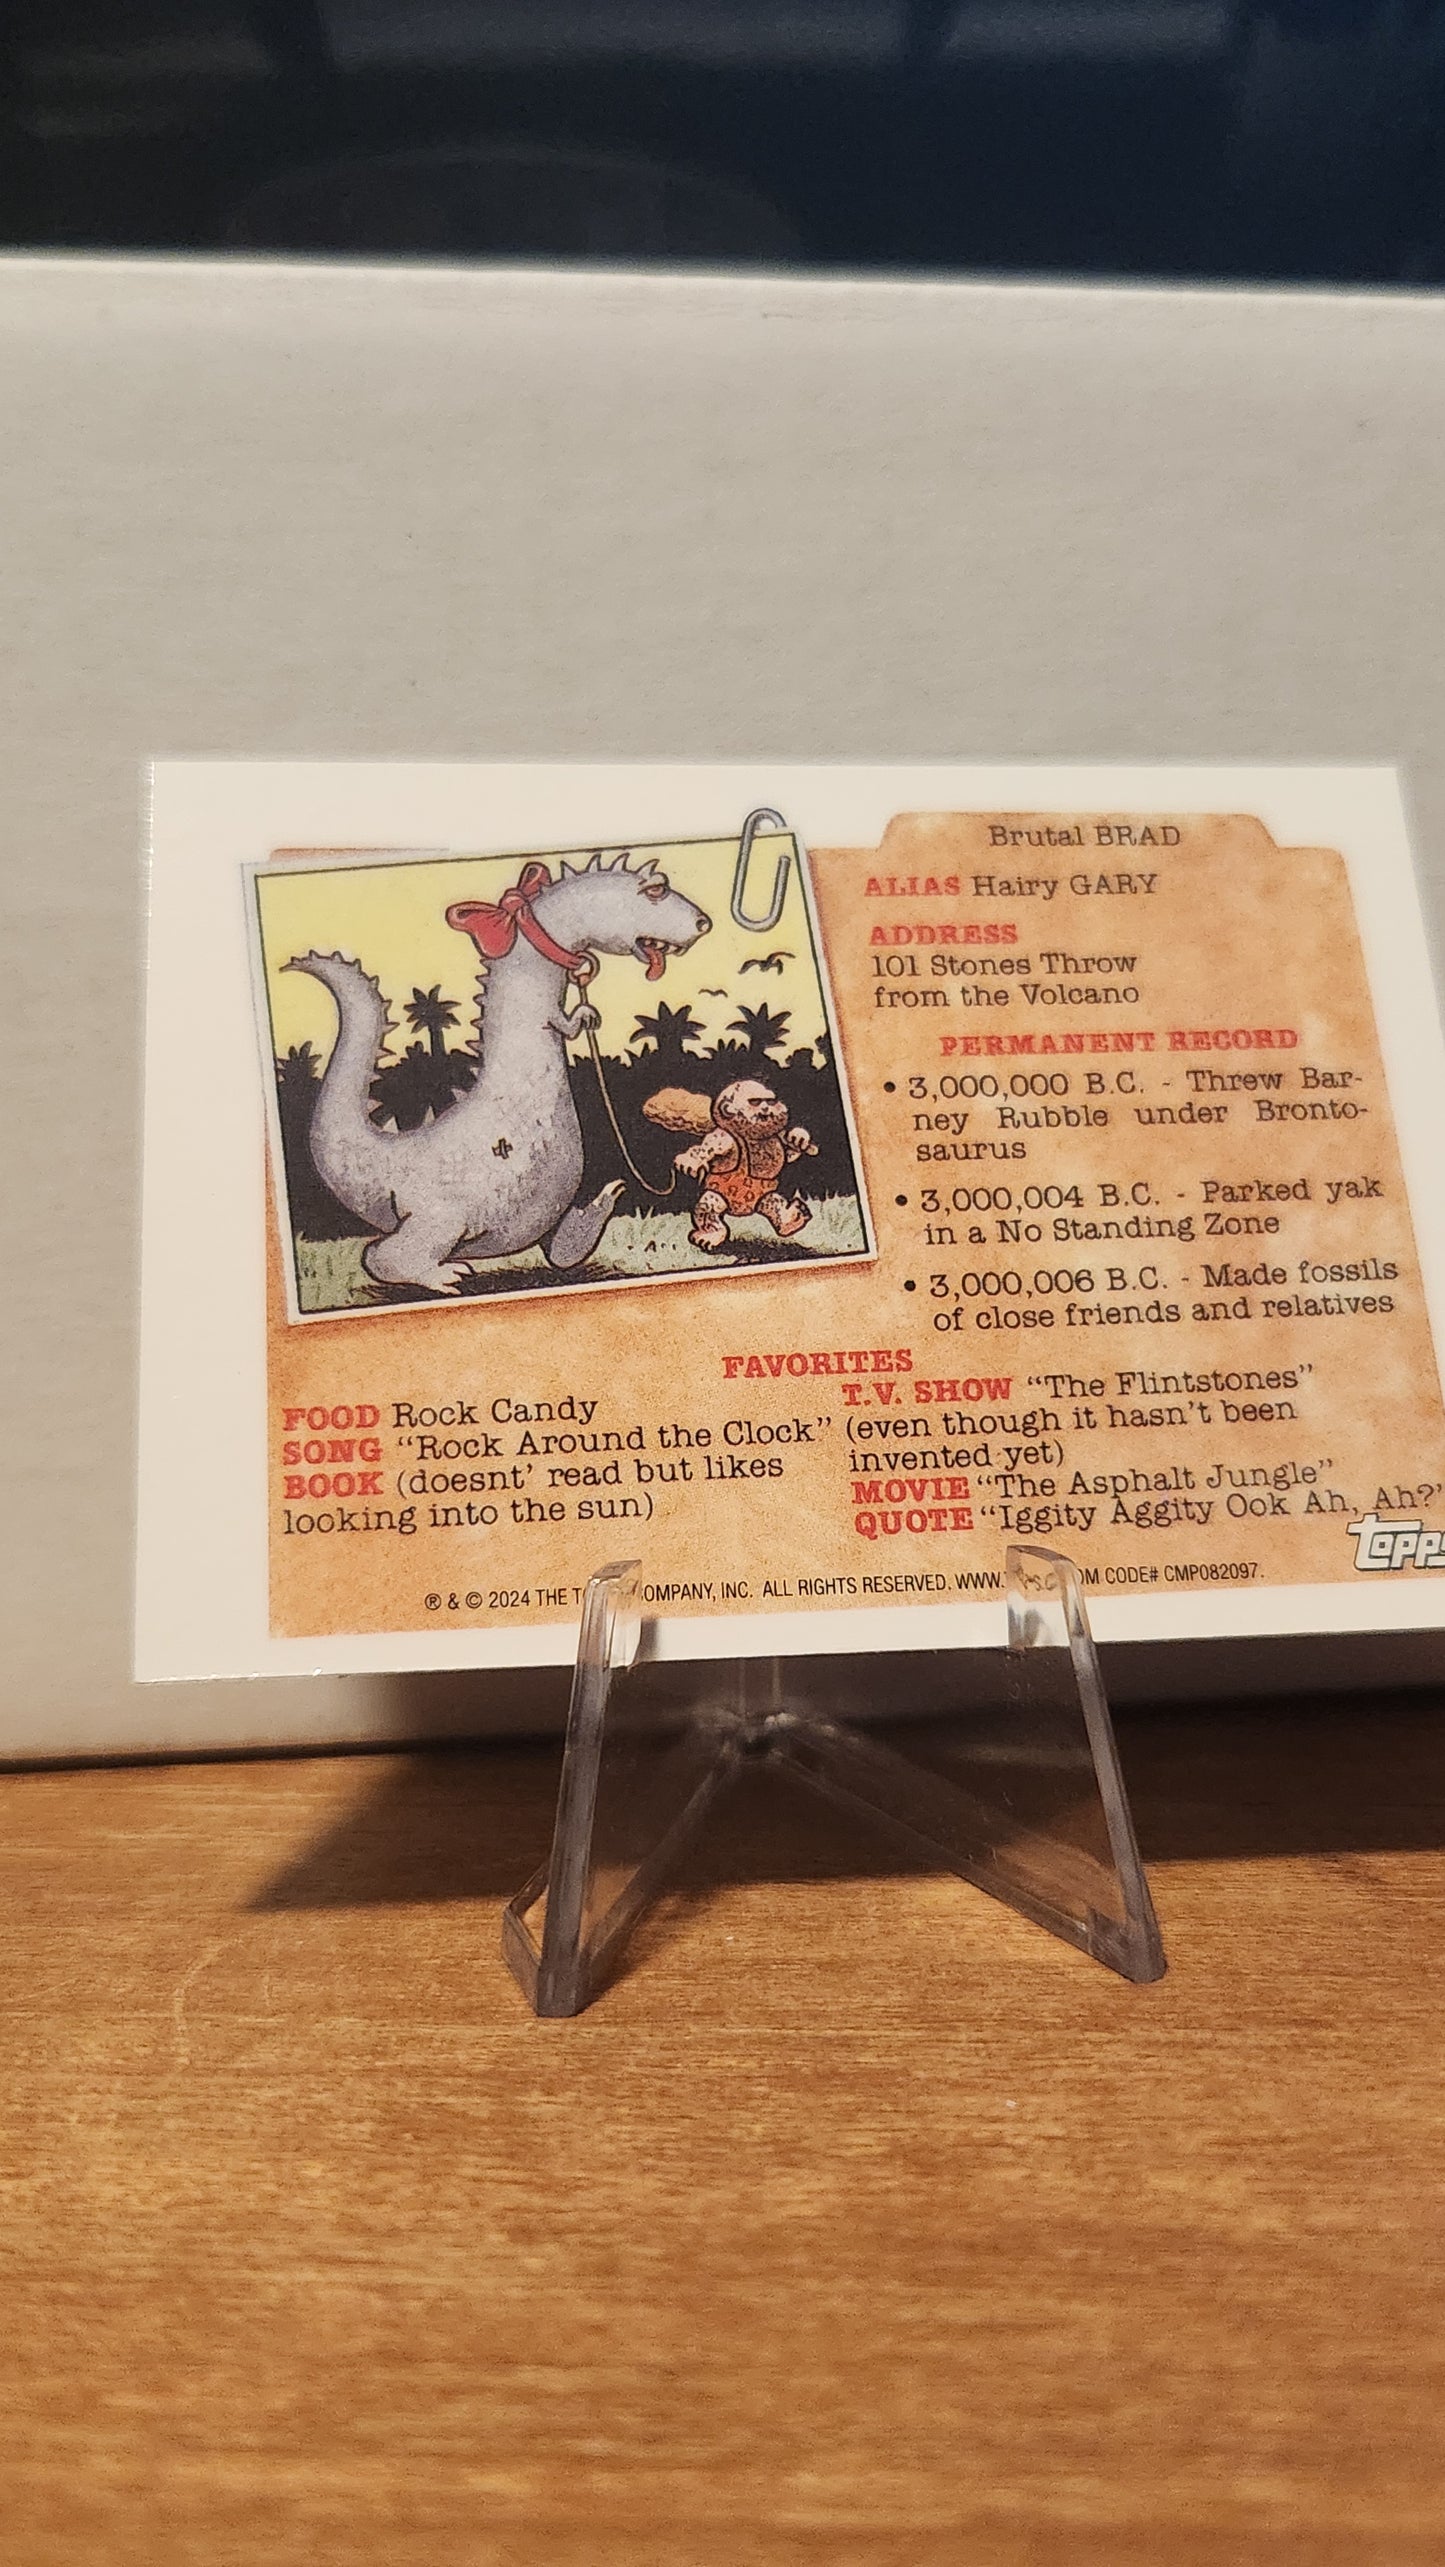 Brutal BRAD
ALIAS Hairy GARY
ADDRESS
101 Stones Throw
from the Volcano
PERMANENT RECORD
• 3,000,000 B.C. - Threw Bar-
ney Rubble under Bronto-
saurus
• 3,000,004 B.C. - Parked yak
in a No Standing Zone
• 3,000,006 B.C. - Made fossils
of close friends and relatives
FAVORITES
FOOD Rock Candy
SONG "Rock Around the Clock"
BOOK (doesnt' read but likes
looking into the sun)
T.V. SHOW "The Flintstones"
(even though it hasn't been
invented yet)
MOVIE "The Asphalt Jungle"
QUOTE "Iggity Aggity Ook Ah, Ah?"
topps
® & © 2024 THE COMPANY, INC. ALL RIGHTS RESERVED. CODE# CMP082097.